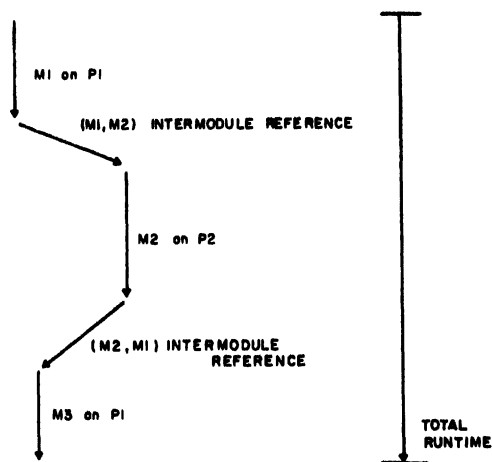 M1 on P1
(M1,M2) INTERMODULE REFERENCE
M2 on P2
(M2,M1) INTERMODULE
REFERENCE
M3 on P1
TOTAL
RUNTIME